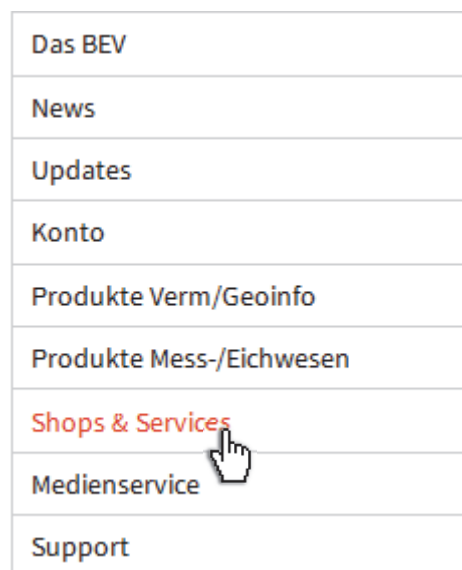 Das BEV
News
Updates
Konto
Produkte Verm/Geoinfo
Produkte Mess-/Eichwesen
Shops & Services
Medienservice
Support